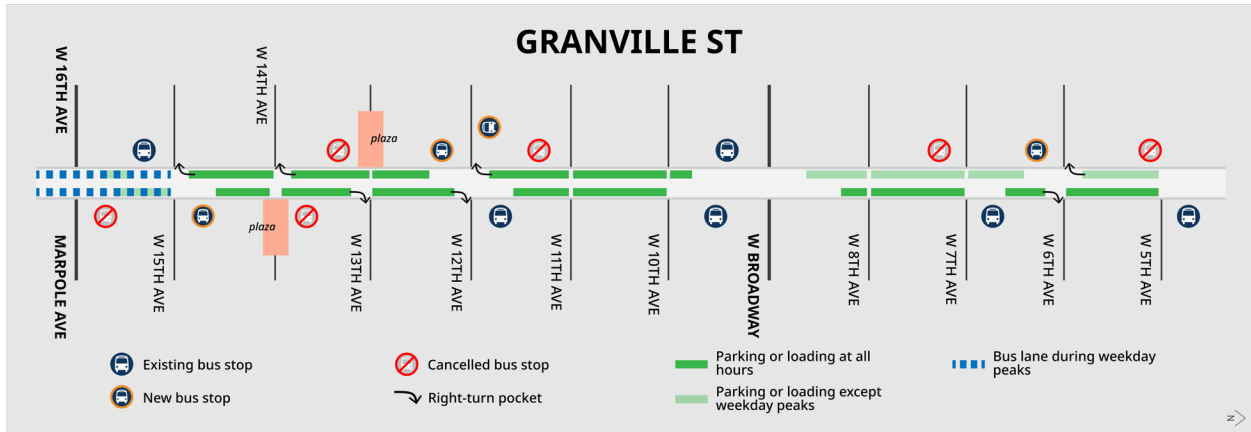 GRANVILLE ST
W 16TH AVE
W 14TH AVE
plaza
plaza
MARPOLE AVE
W 15TH AVE
W 13TH AVE
W 12TH AVE
W 11TH AVE
W 10TH AVE
W BROADWAY
W 8TH AVE
W 7TH AVE
W 6TH AVE
W 5TH AVE
Existing bus stop
New bus stop
Cancelled bus stop
Right-turn pocket
Parking or loading at all
hours
Parking or loading except
weekday peaks
Bus lane during weekday
peaks
N